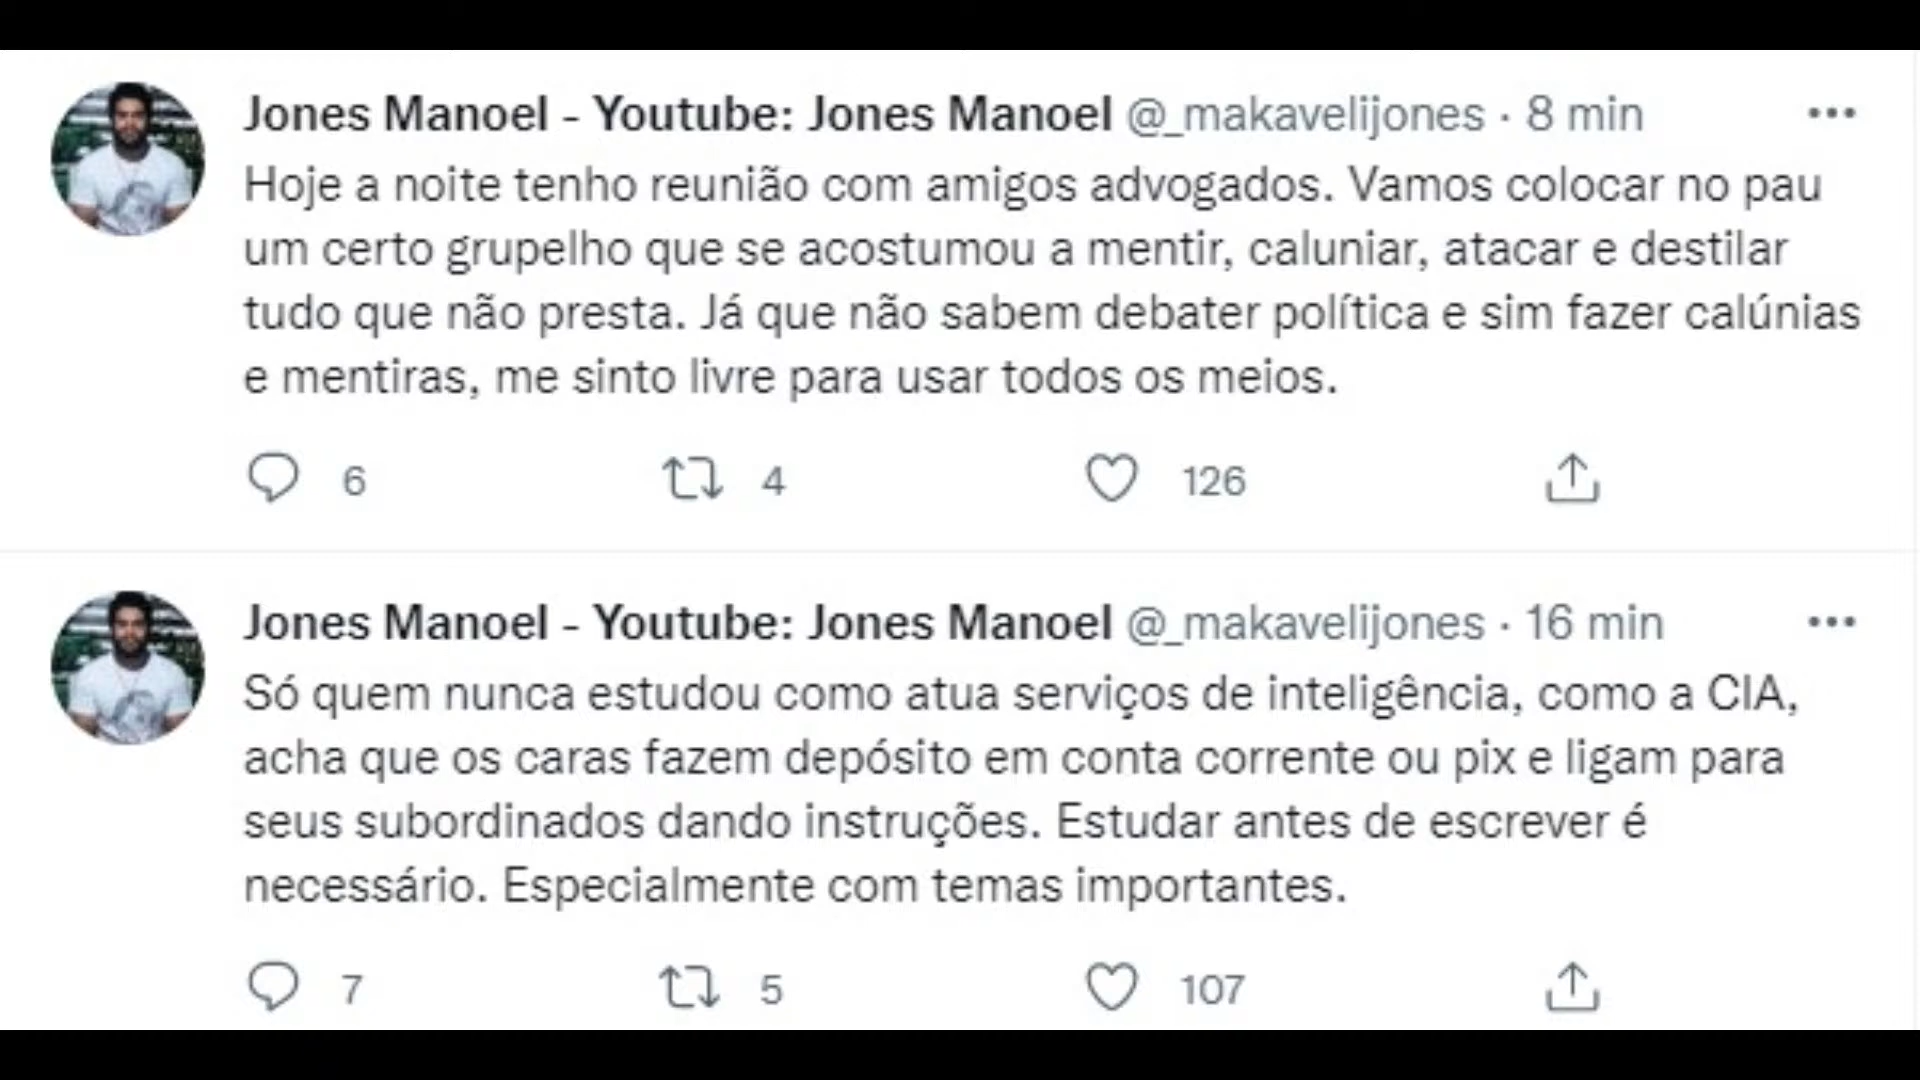 Jones Manoel - Youtube: Jones Manoel @_makavelijones · 8 min
Hoje a noite tenho reunião com amigos advogados. Vamos colocar no pau
um certo grupelho que se acostumou a mentir, caluniar, atacar e destilar
tudo que não presta. Já que não sabem debater política e sim fazer calúnias
e mentiras, me sinto livre para usar todos os meios.
6 4 126
Jones Manoel - Youtube: Jones Manoel @_makavelijones · 16 min
Só quem nunca estudou como atua serviços de inteligência, como a CIA,
acha que os caras fazem depósito em conta corrente ou pix e ligam para
seus subordinados dando instruções. Estudar antes de escrever é
necessário. Especialmente com temas importantes.
7 5 107